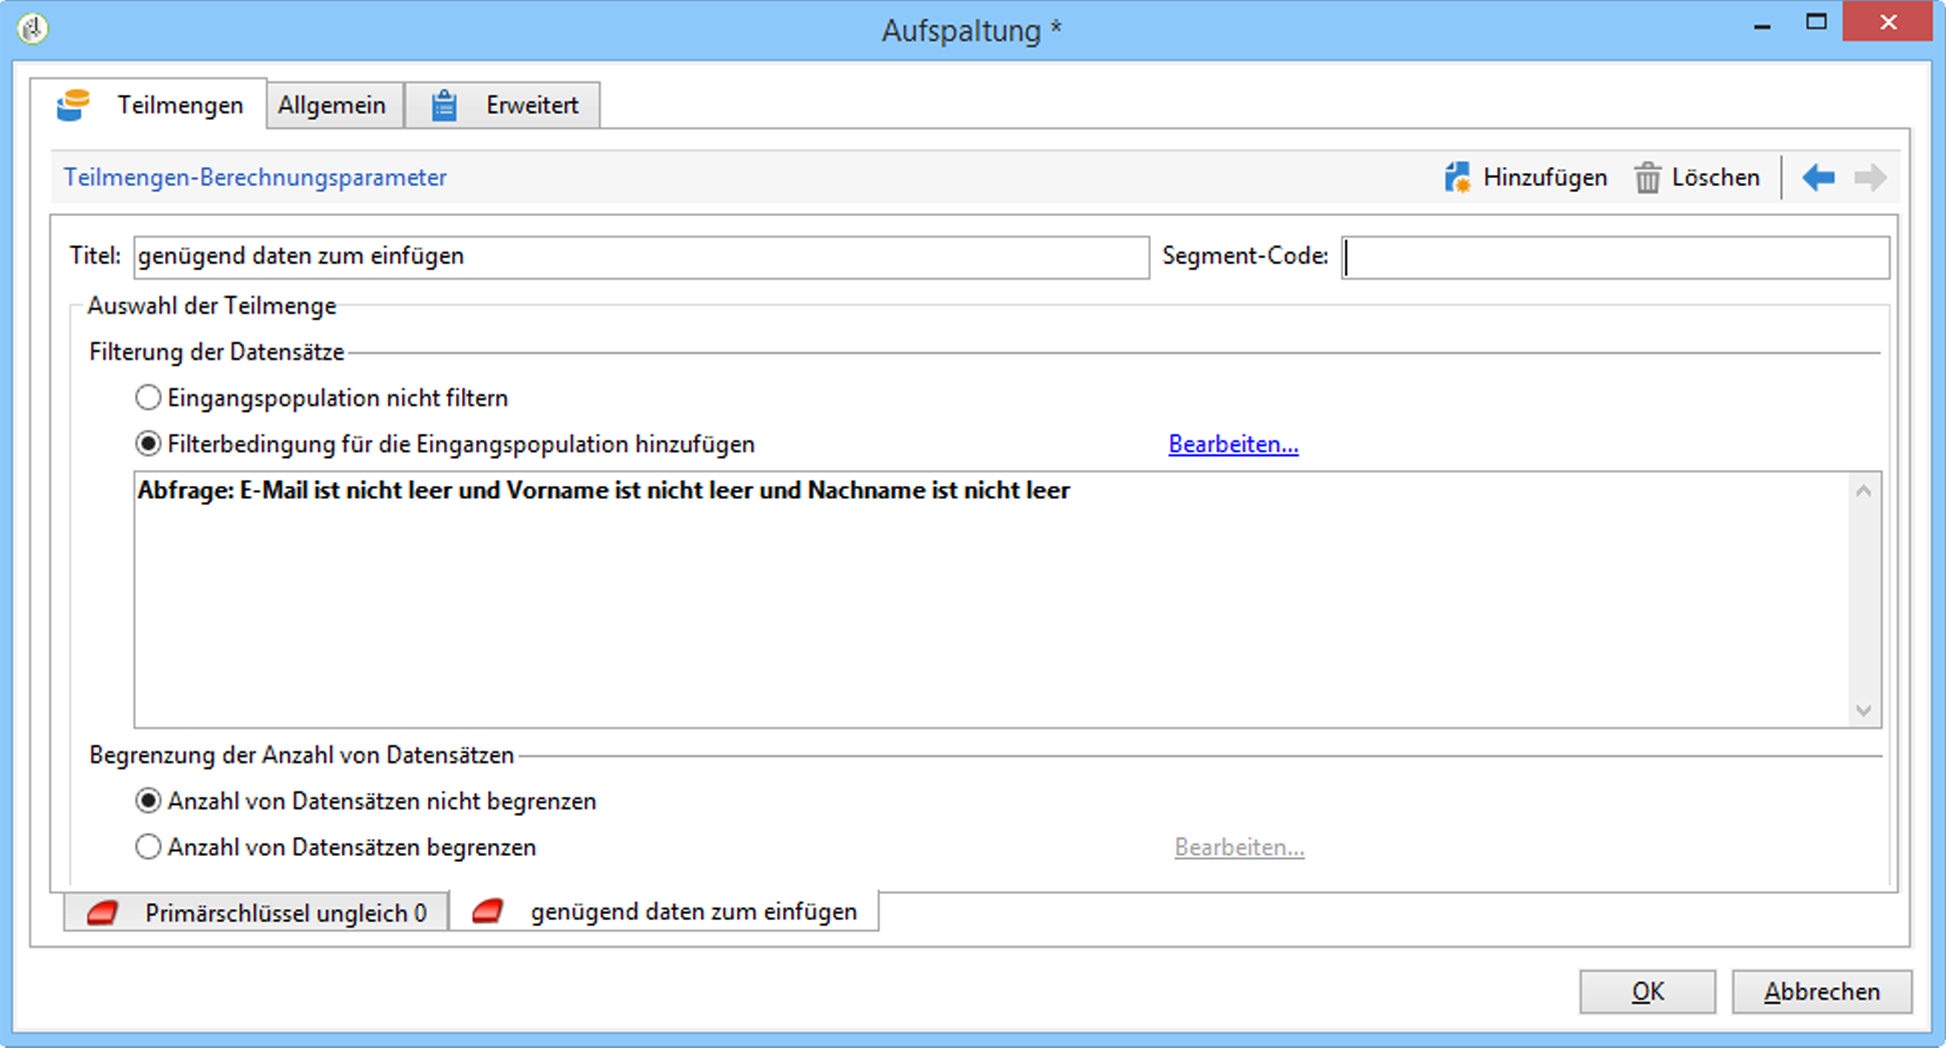 Aufspaltung *
Teilmengen Allgemein Erweitert
Teilmengen-Berechnungsparameter Hinzufügen Löschen
Titel: genügend daten zum einfügen Segment-Code:
Auswahl der Teilmenge
Filterung der Datensätze
Eingangspopulation nicht filtern
Filterbedingung für die Eingangspopulation hinzufügen Bearbeiten...
Abfrage: E-Mail ist nicht leer und Vorname ist nicht leer und Nachname ist nicht leer
Begrenzung der Anzahl von Datensätzen
Anzahl von Datensätzen nicht begrenzen
Anzahl von Datensätzen begrenzen Bearbeiten...
Primärschlüssel ungleich 0 genügend daten zum einfügen
OK Abbrechen